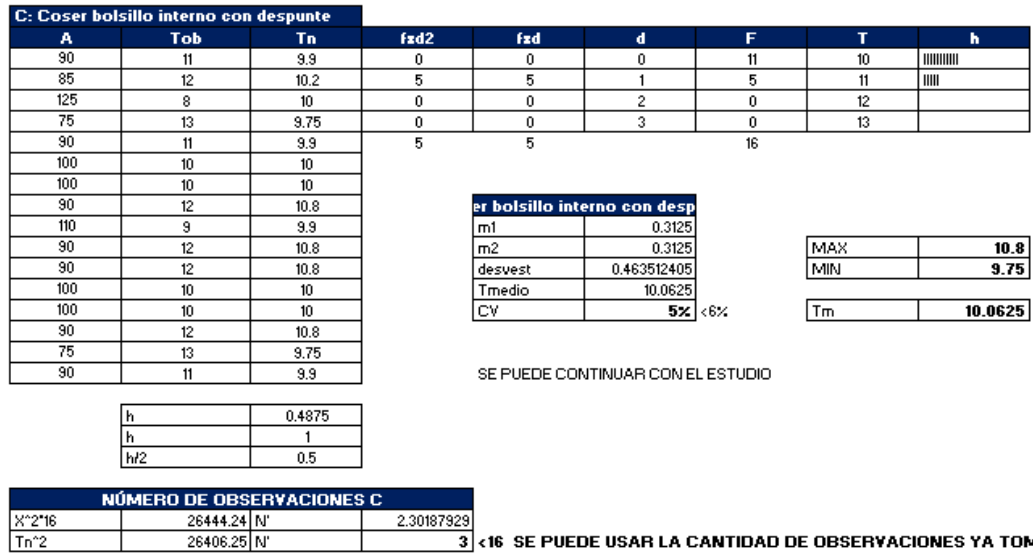 C: Coser bolsillo interno con despunte
A Tob Tn fxd2 fxd d F T h
90 11 9.9 0 0 0 11 10 |||||||||||
85 12 10.2 5 5 1 5 11 |||||
125 8 10 0 0 2 0 12
75 13 9.75 0 0 3 0 13
90 11 9.9 5 5 16
100 10 10
100 10 10
90 12 10.8 er bolsillo interno con desp
110 9 9.9 m1 0.3125
90 12 10.8 m2 0.3125 MAX 10.8
90 12 10.8 desvest 0.463512405 MIN 9.75
100 10 10 Tmedio 10.0625
100 10 10 CV 5% <6% Tm 10.0625
90 12 10.8
75 13 9.75
90 11 9.9 SE PUEDE CONTINUAR CON EL ESTUDIO
h 0.4875
h 1
h/2 0.5
NÚMERO DE OBSERVACIONES C
X^2*16 26444.24 N' 2.30187929
Tn^2 26406.25 N' 3 <16 SE PUEDE USAR LA CANTIDAD DE OBSERVACIONES YA TOM